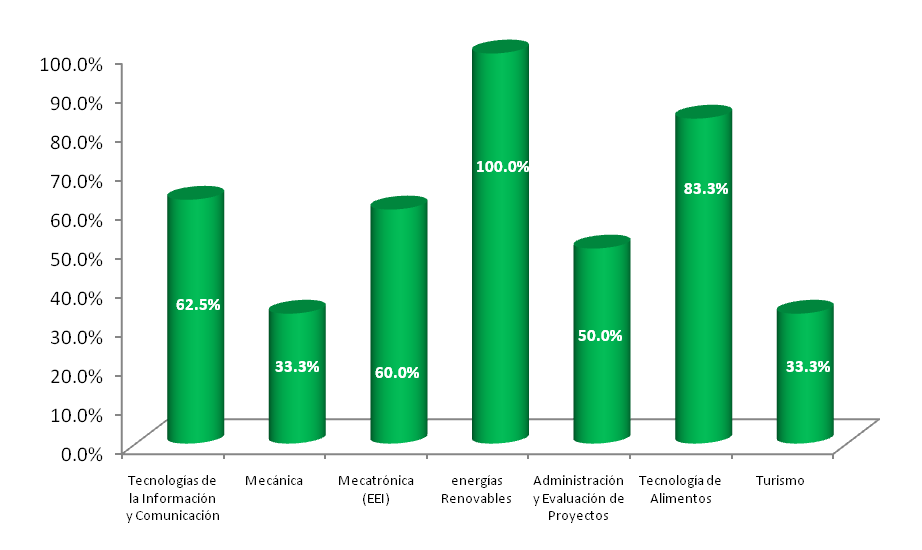 100.0%
90.0%
80.0%
70.0%
60.0%
50.0%
40.0%
30.0%
20.0%
10.0%
0.0%
62.5%
33.3%
60.0%
100.0%
50.0%
83.3%
33.3%
Tecnologías de
la Información
y Comunicación
Mecánica
Mecatrónica
(EEI)
energías
Renovables
Administración
y Evaluación de
Proyectos
Tecnología de
Alimentos
Turismo